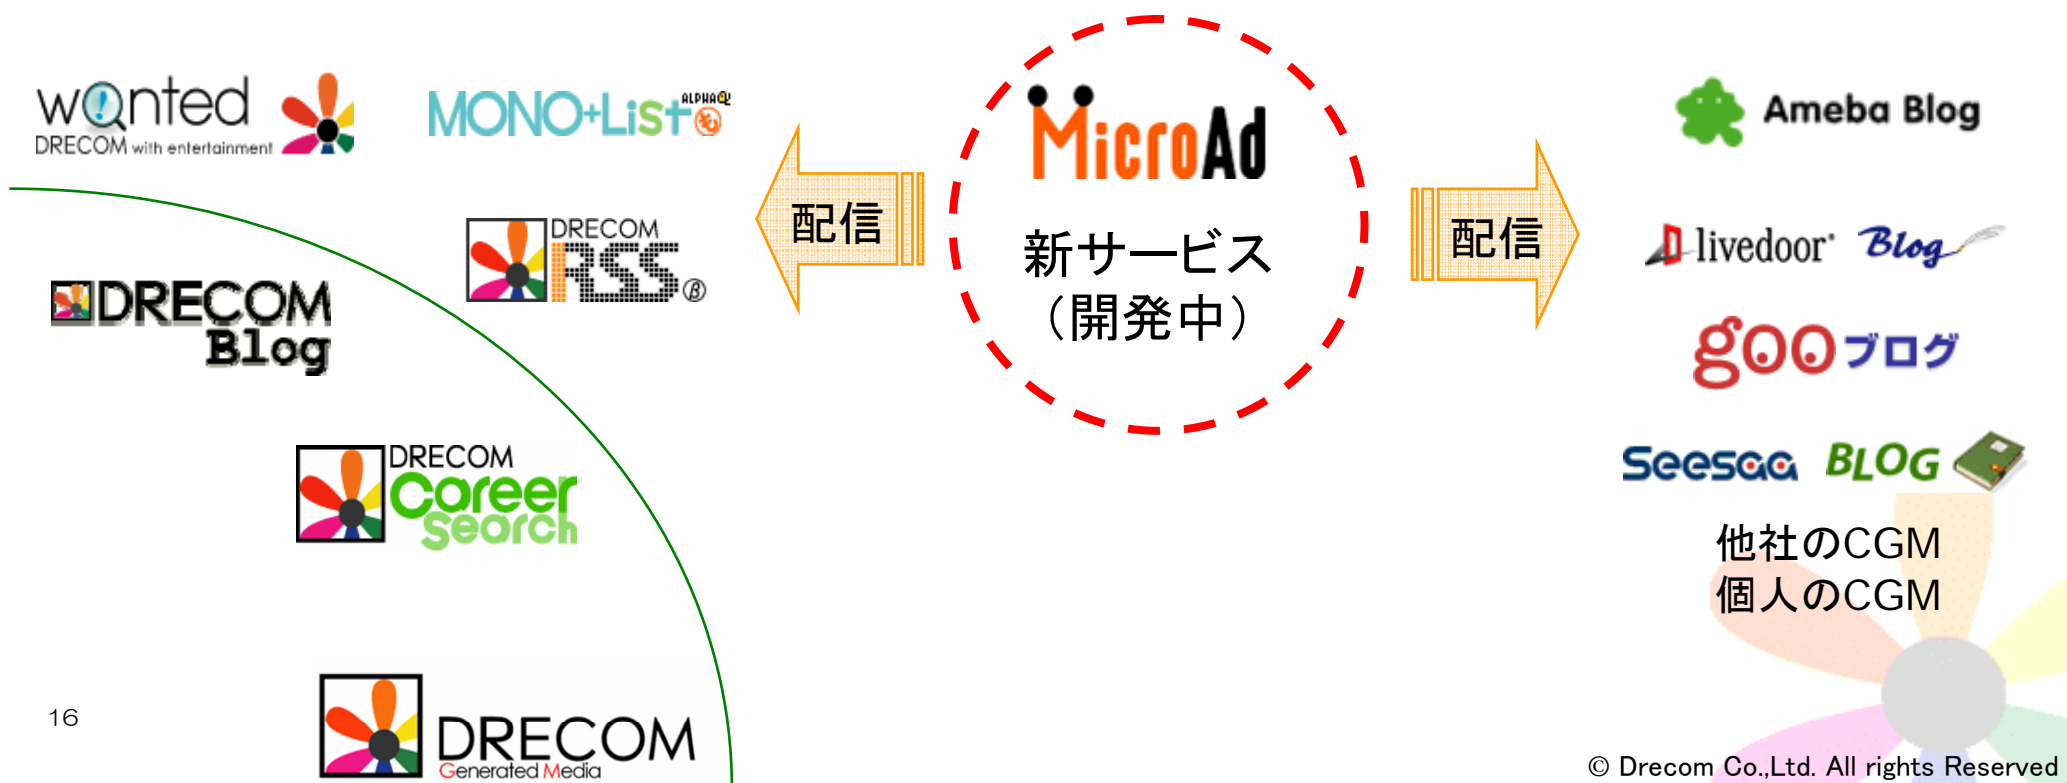 wanted
DRECOM with entertainment
MONO+List ALPHA
DRECOM
RSS β
DRECOM
Blog
DRECOM
Career
Search
DRECOM
Generated Media
配信
MicroAd
新サービス
（開発中）
配信
Ameba Blog
livedoor Blog
gooブログ
Seesaa BLOG
他社のCGM
個人のCGM
16
© Drecom Co.,Ltd. All rights Reserved